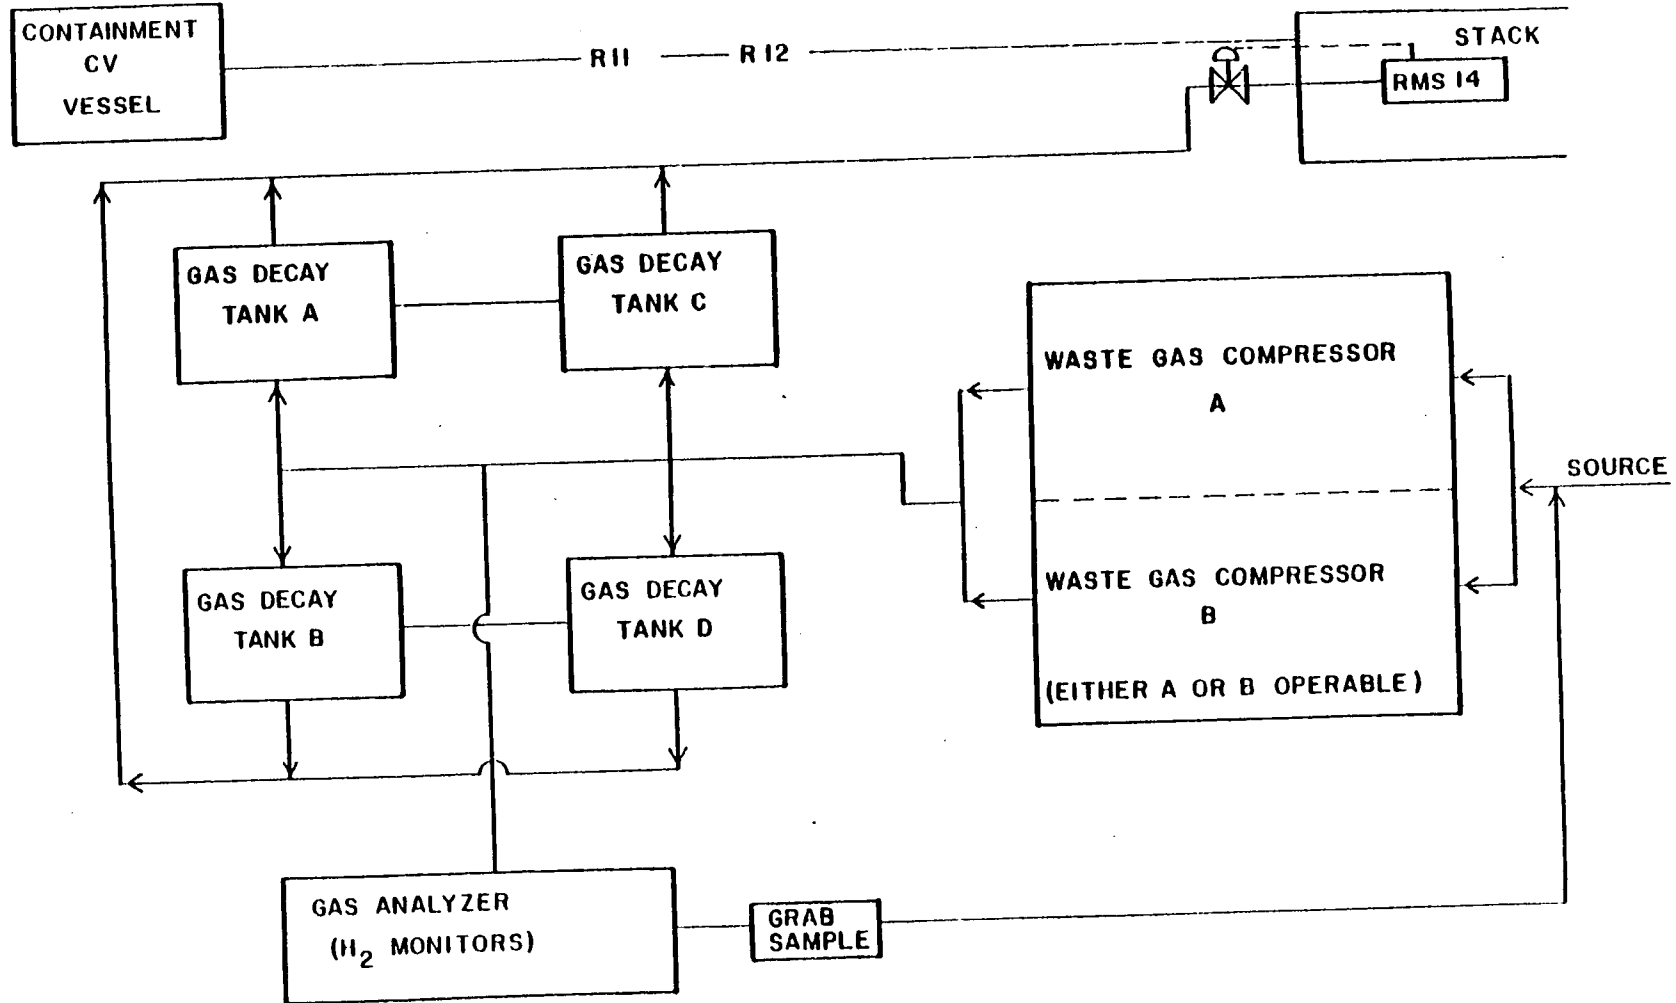 CONTAINMENT
CV
VESSEL
R11
R12
STACK
RMS 14
GAS DECAY
TANK A
GAS DECAY
TANK C
WASTE GAS COMPRESSOR
A
SOURCE
WASTE GAS COMPRESSOR
B
(EITHER A OR B OPERABLE)
GAS DECAY
TANK B
GAS DECAY
TANK D
GAS ANALYZER
(H₂ MONITORS)
GRAB
SAMPLE